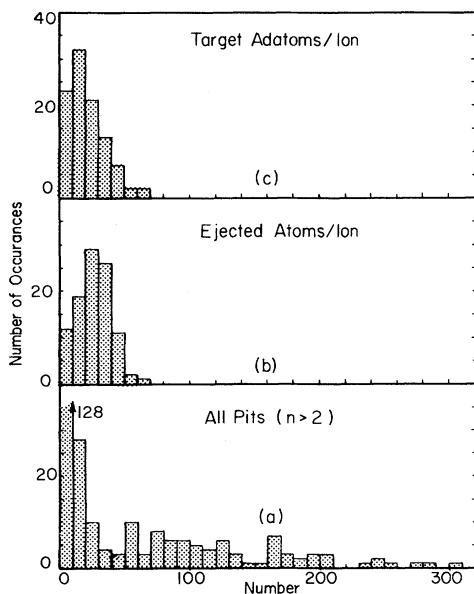 40
Target Adatoms/Ion
20
(c)
0
Number of Occurances
Ejected Atoms/Ion
20
(b)
0
128
All Pits (n>2)
20
(a)
0
0 100 200 300
Number